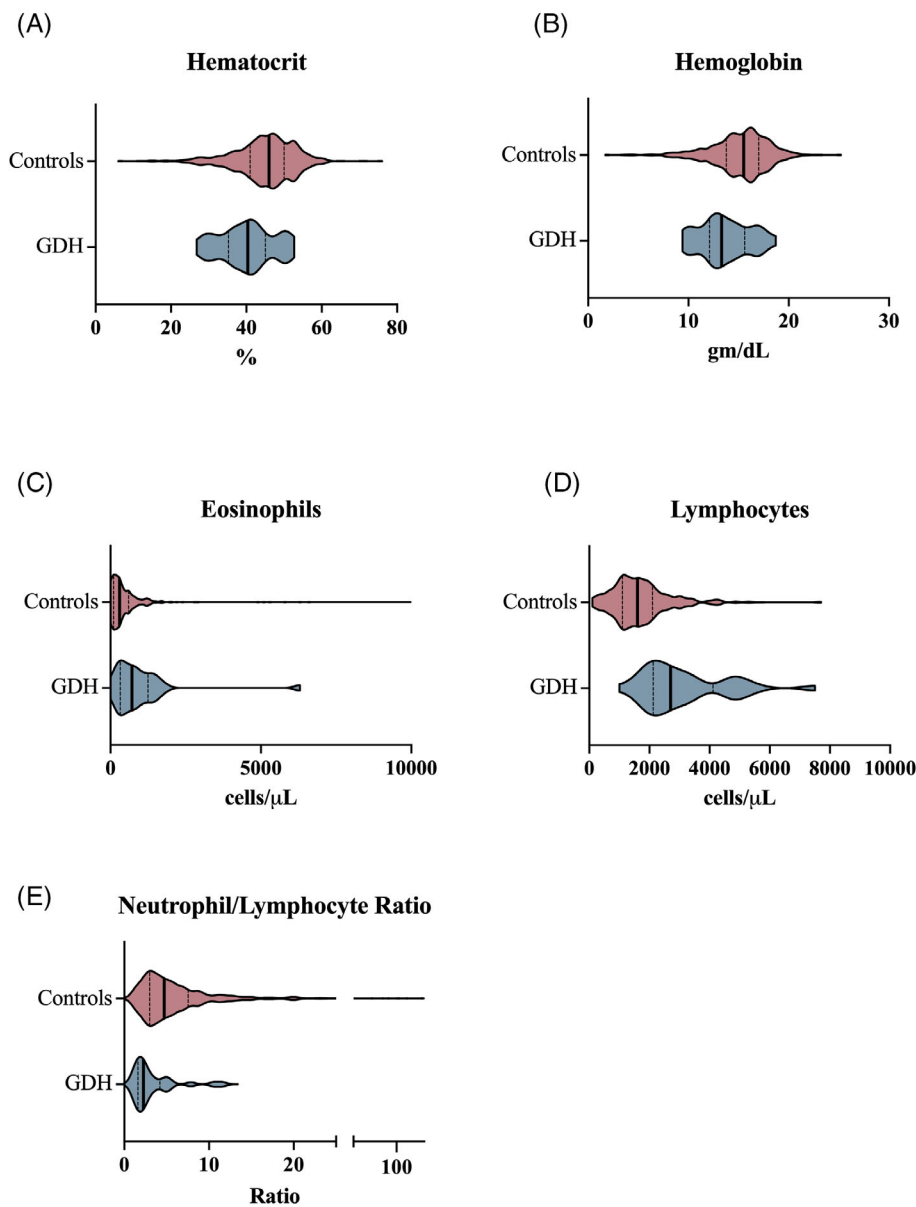 (A)
Hematocrit
Controls
GDH
0 20 40 60 80
%
(B)
Hemoglobin
Controls
GDH
0 10 20 30
gm/dL
(C)
Eosinophils
Controls
GDH
0 5000 10000
cells/μL
(D)
Lymphocytes
Controls
GDH
0 2000 4000 6000 8000 10000
cells/μL
(E)
Neutrophil/Lymphocyte Ratio
Controls
GDH
0 10 20 100
Ratio